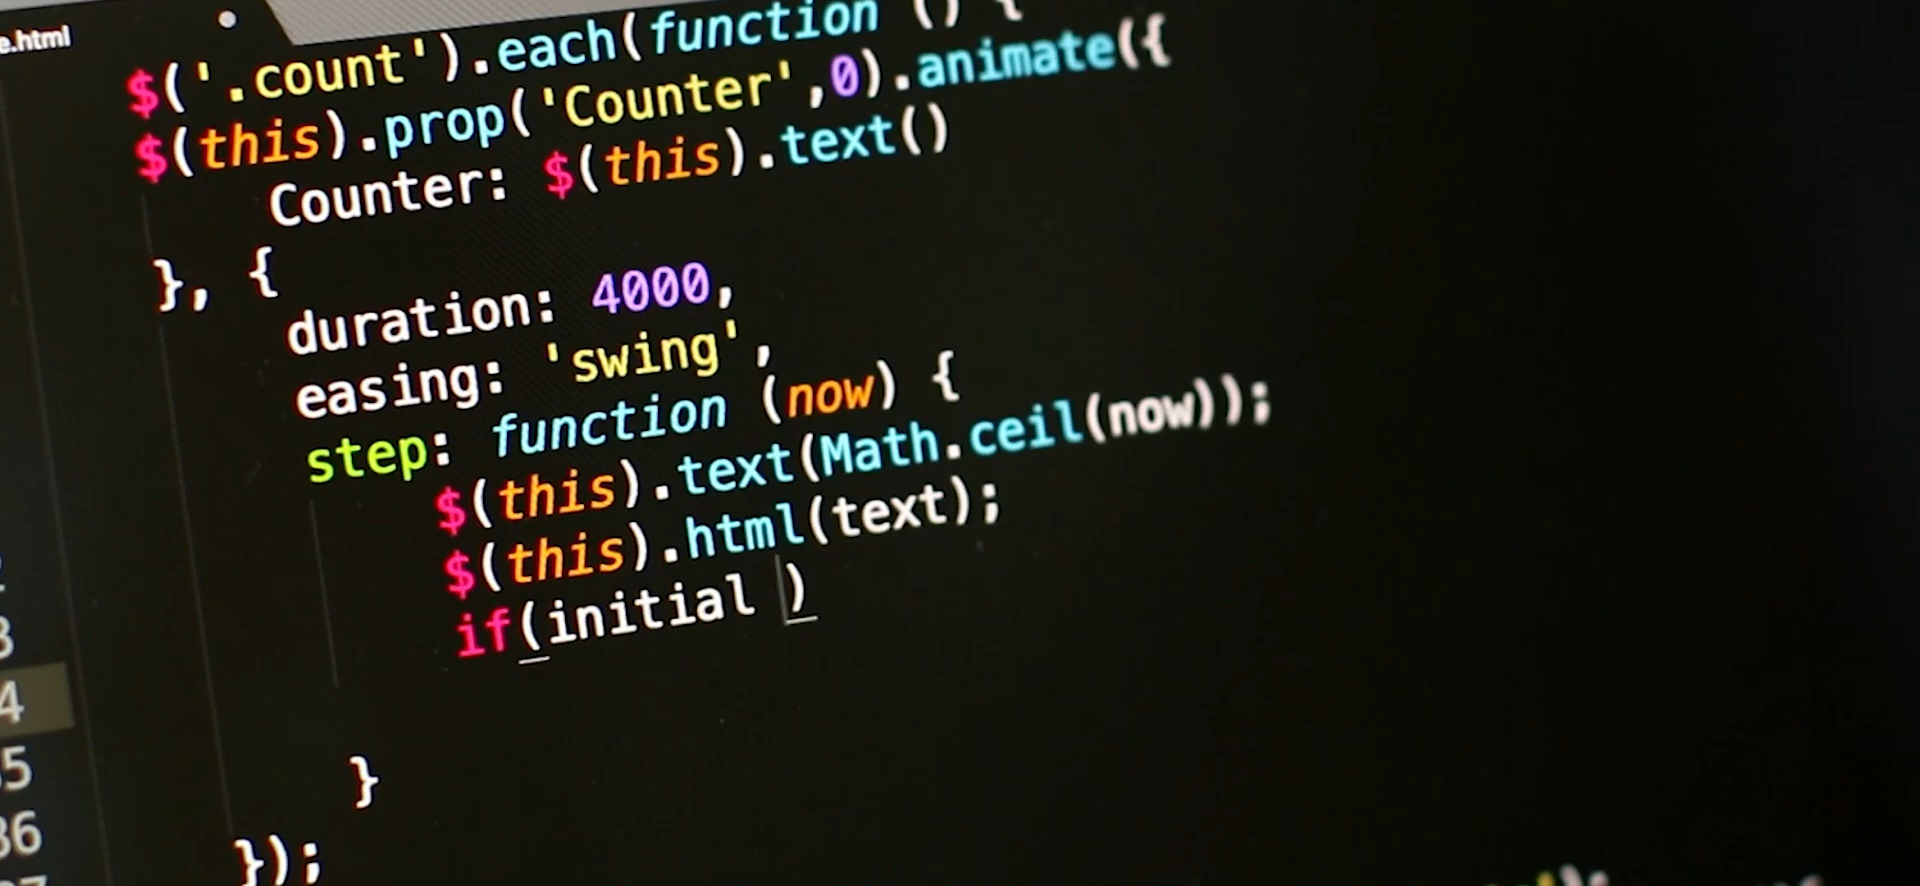 e.html
$('.count').each(function () {
$(this).prop('Counter',0).animate({
Counter: $(this).text()
}, {
duration: 4000,
easing: 'swing',
step: function (now) {
$(this).text(Math.ceil(now));
$(this).html(text);
3
if(initial )
4
5
}
36
});